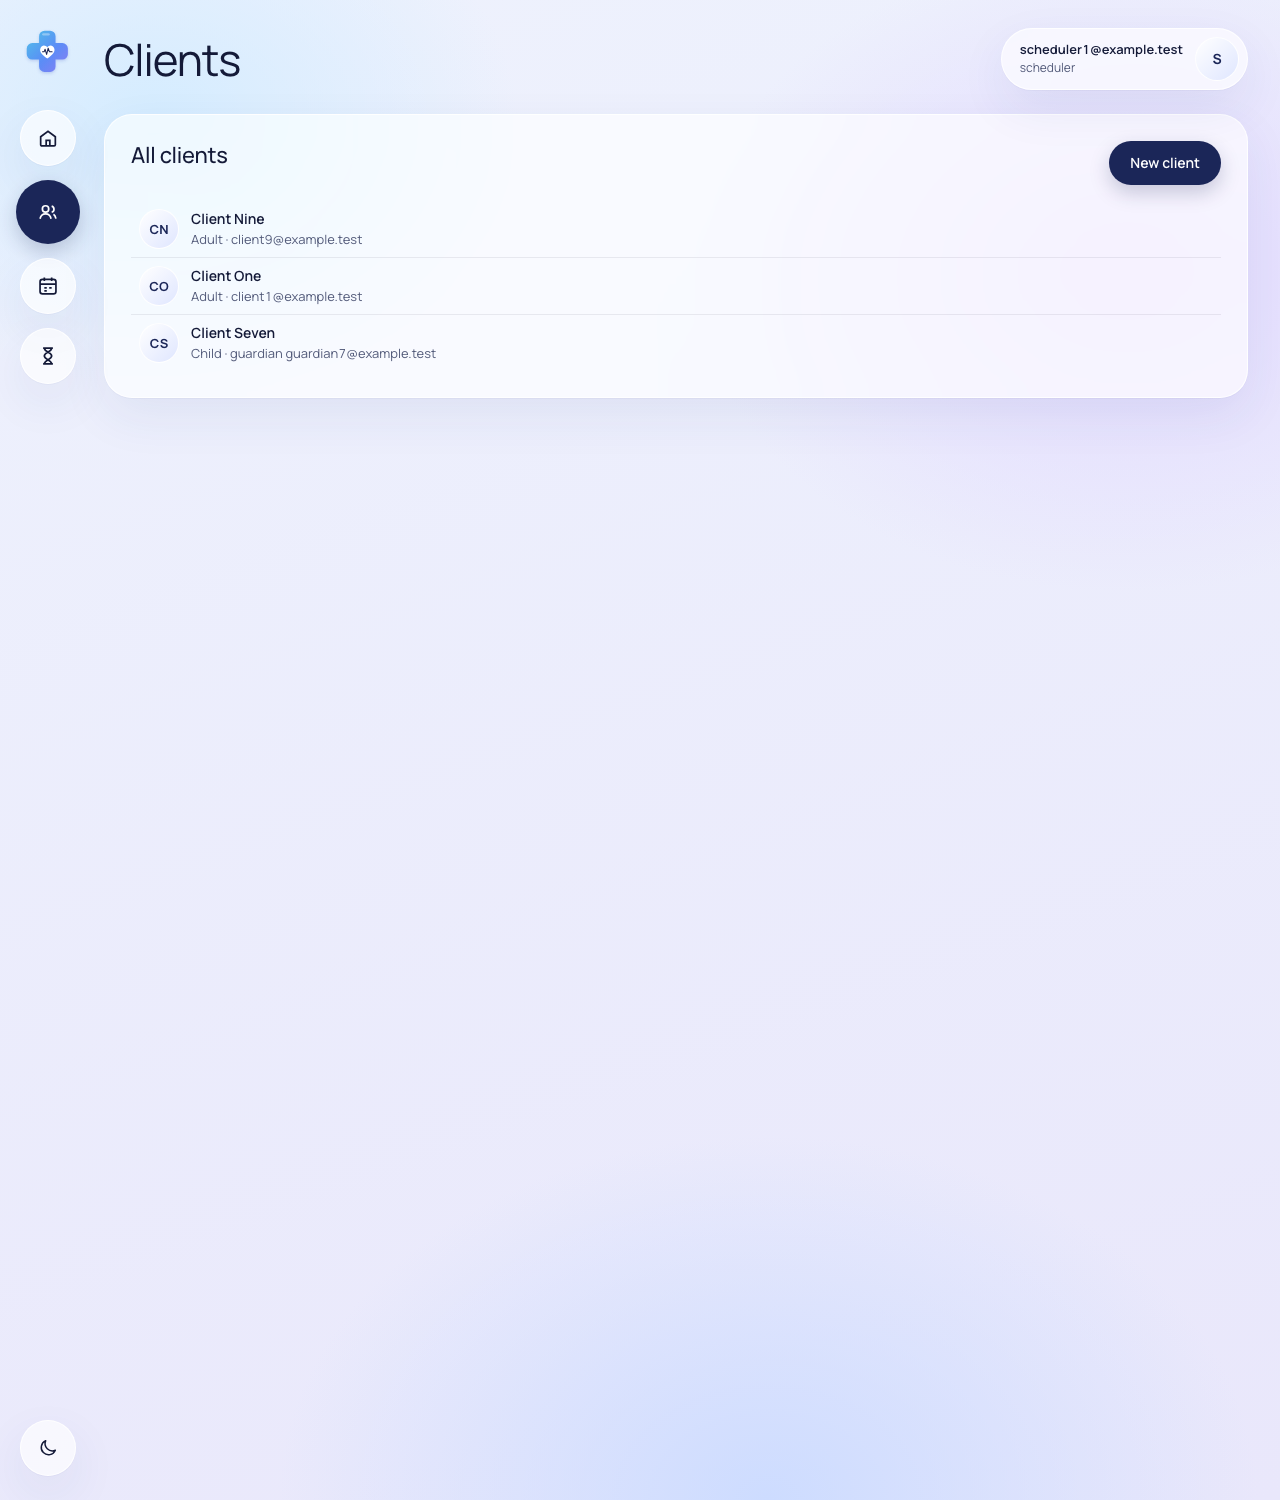 Clients
scheduler1@example.test
scheduler
S
All clients
New client
CN
Client Nine
Adult · client9@example.test
CO
Client One
Adult · client1@example.test
CS
Client Seven
Child · guardian guardian7@example.test